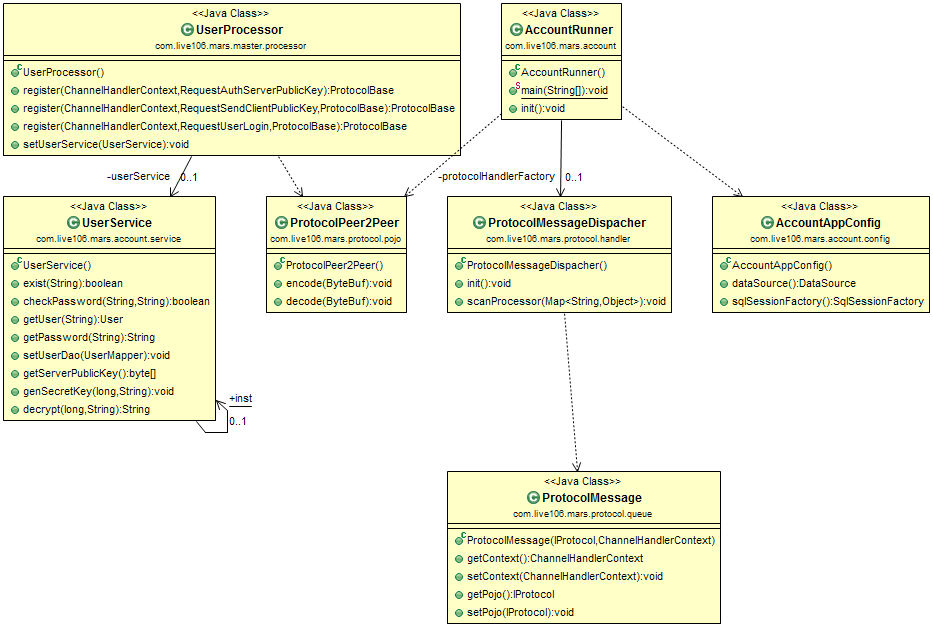 <<Java Class>>
UserProcessor
com.live106.mars.master.processor
UserProcessor()
register(ChannelHandlerContext,RequestAuthServerPublicKey):ProtocolBase
register(ChannelHandlerContext,RequestSendClientPublicKey,ProtocolBase):ProtocolBase
register(ChannelHandlerContext,RequestUserLogin,ProtocolBase):ProtocolBase
setUserService(UserService):void
<<Java Class>>
AccountRunner
com.live106.mars.account
AccountRunner()
main(String[]):void
init():void
-userService 0..1
-protocolHandlerFactory 0..1
<<Java Class>>
UserService
com.live106.mars.account.service
UserService()
exist(String):boolean
checkPassword(String,String):boolean
getUser(String):User
getPassword(String):String
setUserDao(UserMapper):void
getServerPublicKey():byte[]
genSecretKey(long,String):void
decrypt(long,String):String
+inst
0..1
<<Java Class>>
ProtocolPeer2Peer
com.live106.mars.protocol.pojo
ProtocolPeer2Peer()
encode(ByteBuf):void
decode(ByteBuf):void
<<Java Class>>
ProtocolMessageDispacher
com.live106.mars.protocol.handler
ProtocolMessageDispacher()
init():void
scanProcessor(Map<String,Object>):void
<<Java Class>>
AccountAppConfig
com.live106.mars.account.config
AccountAppConfig()
dataSource():DataSource
sqlSessionFactory():SqlSessionFactory
<<Java Class>>
ProtocolMessage
com.live106.mars.protocol.queue
ProtocolMessage(IProtocol,ChannelHandlerContext)
getContext():ChannelHandlerContext
setContext(ChannelHandlerContext):void
getPojo():IProtocol
setPojo(IProtocol):void